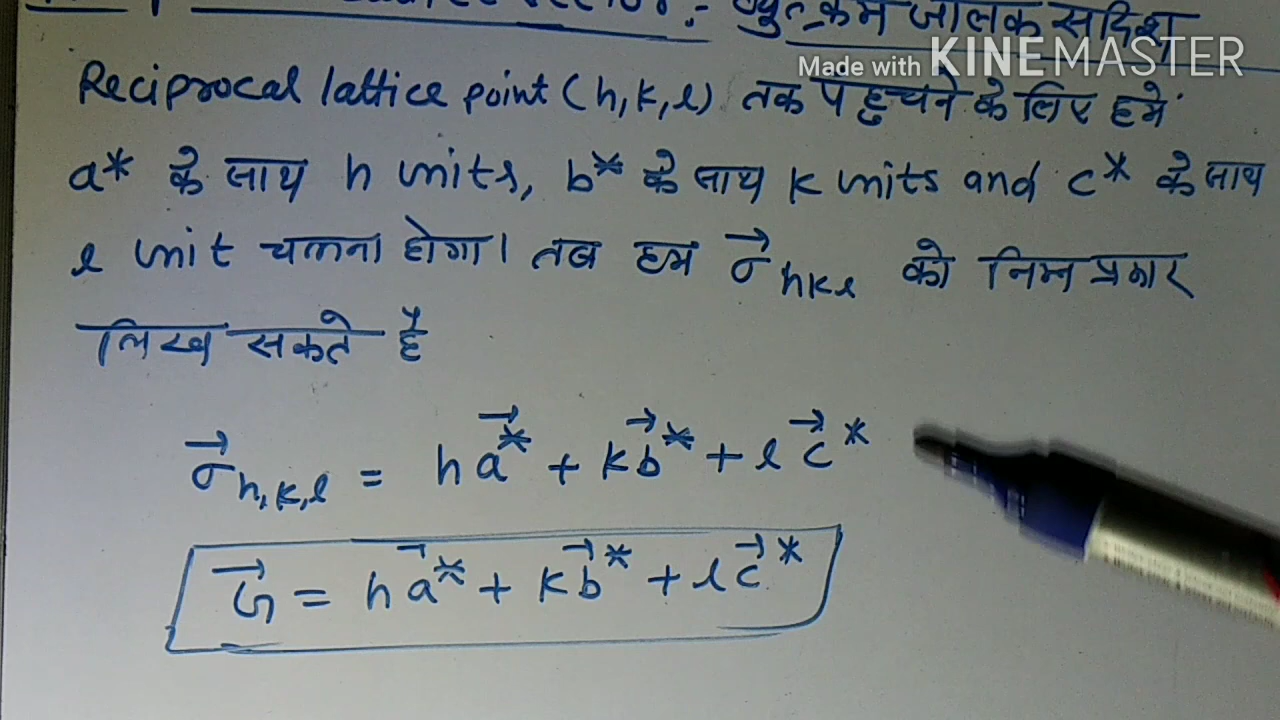 व्युत्क्रम जालक सदिश
Made with KINEMASTER
Reciprocal lattice point (h,k,l) तक पहुचने के लिए हमे
a* के साथ h units, b* के साथ k units and c* के साथ
l unit चलना होगा। तब हम σ⃗hkl को निम्न प्रकार
लिख सकते है
σ⃗h,k,l = ha⃗* + kb⃗* + lc⃗*
G⃗ = ha⃗* + kb⃗* + lc⃗*